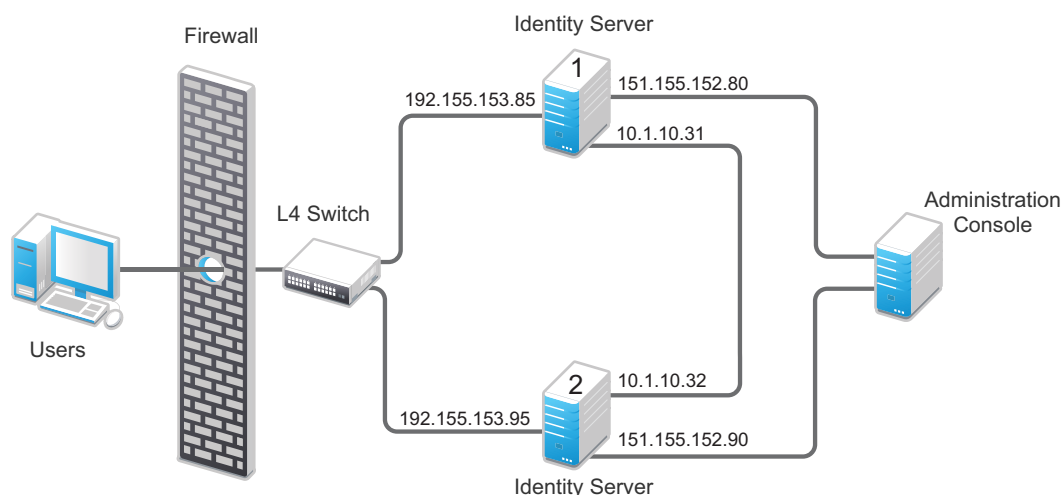 Identity Server
Firewall
1
151.155.152.80
192.155.153.85
10.1.10.31
Administration
Console
L4 Switch
Users
2
10.1.10.32
192.155.153.95
151.155.152.90
Identity Server